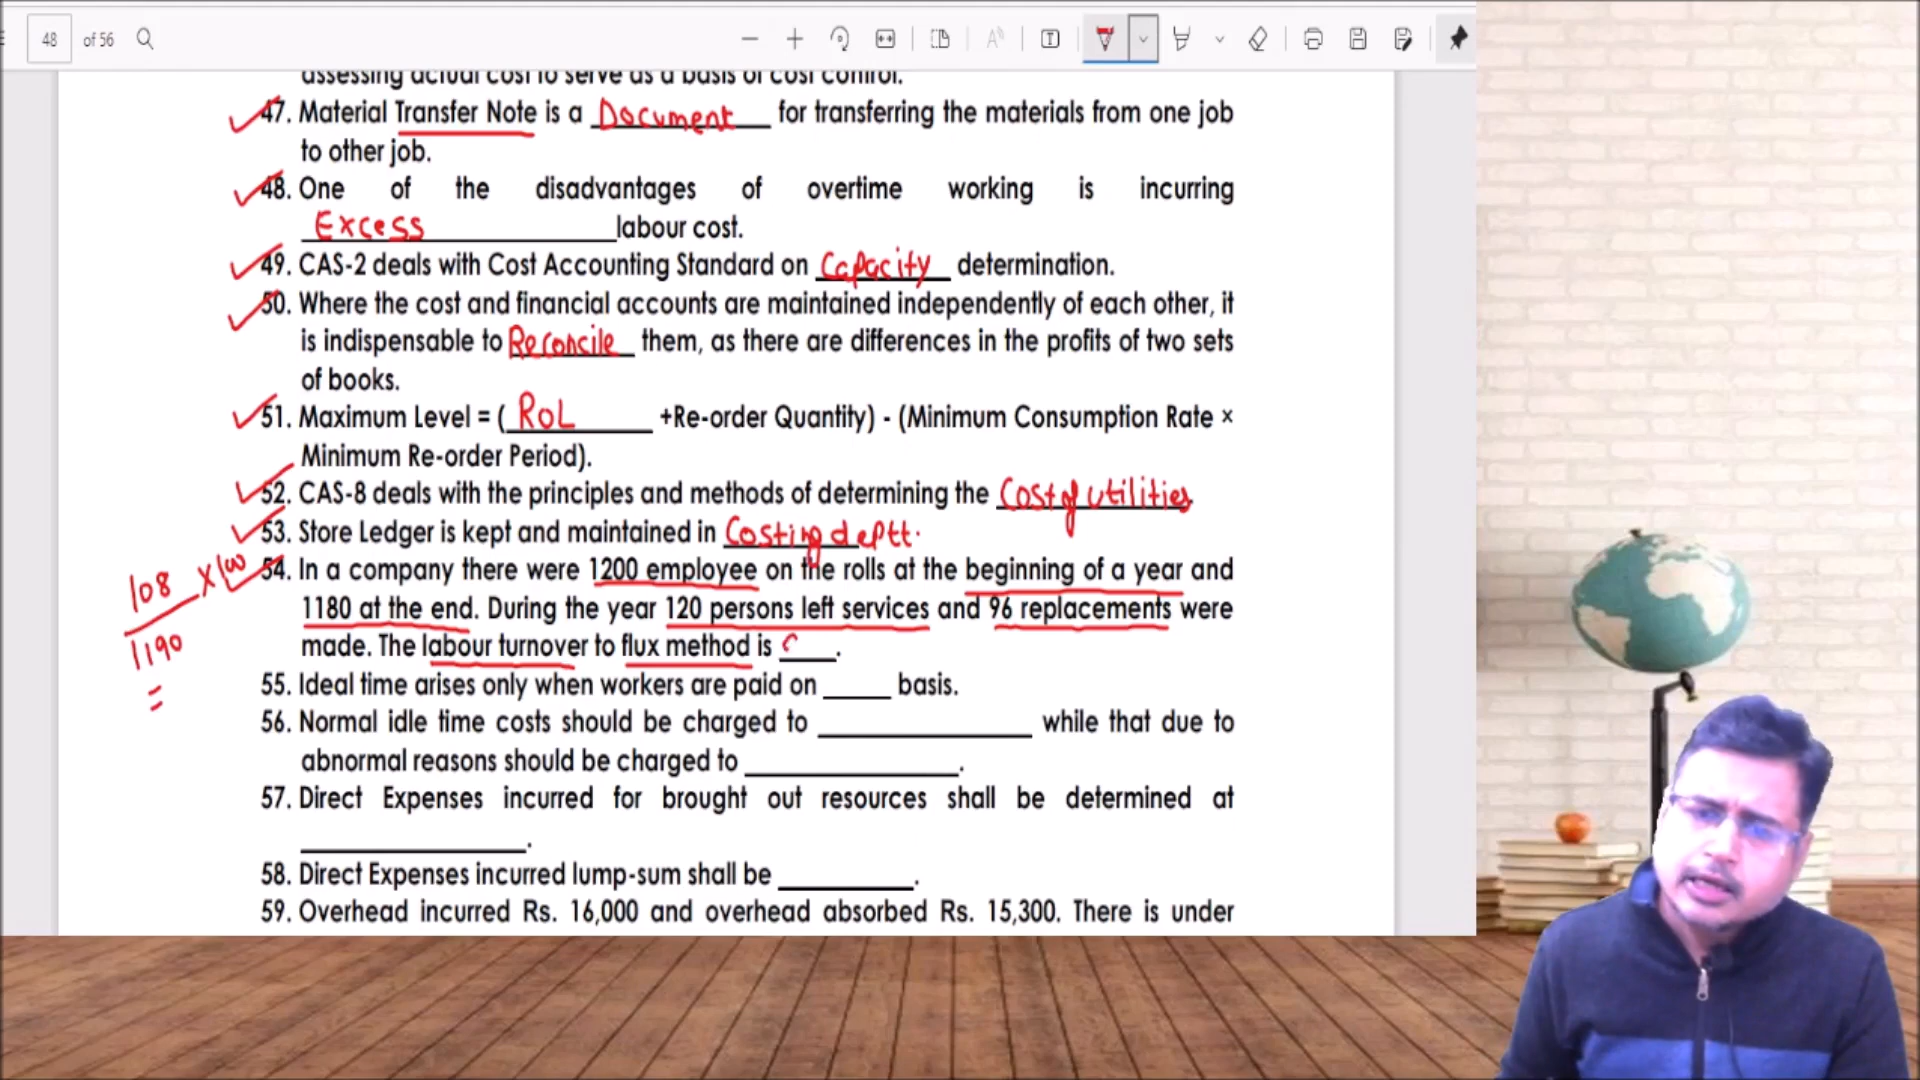 48 of 56
assessing actual cost to serve as a basis of cost control.
47. Material Transfer Note is a Document for transferring the materials from one job
to other job.
48. One of the disadvantages of overtime working is incurring
Excess labour cost.
49. CAS-2 deals with Cost Accounting Standard on Capacity determination.
50. Where the cost and financial accounts are maintained independently of each other, it
is indispensable to Reconcile them, as there are differences in the profits of two sets
of books.
51. Maximum Level = ( RoL +Re-order Quantity) - (Minimum Consumption Rate ×
Minimum Re-order Period).
52. CAS-8 deals with the principles and methods of determining the Cost of utilities
53. Store Ledger is kept and maintained in Costing deptt.
108 × 100
1190
=
54. In a company there were 1200 employee on the rolls at the beginning of a year and
1180 at the end. During the year 120 persons left services and 96 replacements were
made. The labour turnover to flux method is ____.
55. Ideal time arises only when workers are paid on _____ basis.
56. Normal idle time costs should be charged to ________________ while that due to
abnormal reasons should be charged to ________________.
57. Direct Expenses incurred for brought out resources shall be determined at
_________________.
58. Direct Expenses incurred lump-sum shall be __________.
59. Overhead incurred Rs. 16,000 and overhead absorbed Rs. 15,300. There is under